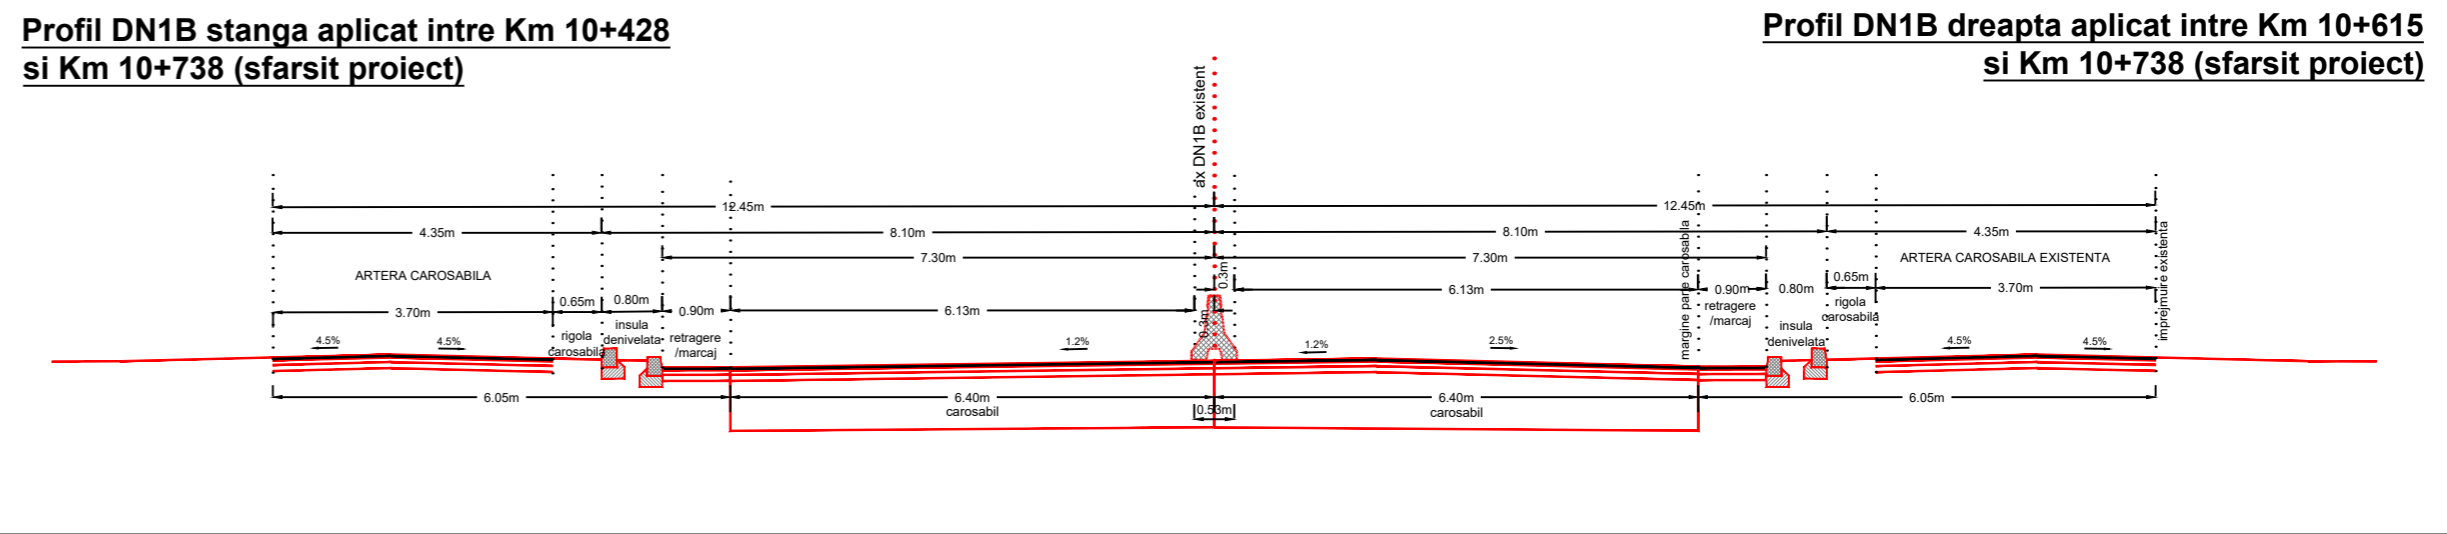 Profil DN1B stanga aplicat intre Km 10+428
si Km 10+738 (sfarsit proiect)
Profil DN1B dreapta aplicat intre Km 10+615
si Km 10+738 (sfarsit proiect)
ax DN1B existent
12.45m
12.45m
4.35m
8.10m
8.10m
4.35m
7.30m
7.30m
ARTERA CAROSABILA
ARTERA CAROSABILA EXISTENTA
margine parte carosabila
imprejmuire existenta
3.70m
0.65m
0.80m
0.90m
6.13m
0.3m
0.3m
6.13m
0.90m
0.80m
0.65m
3.70m
rigola
carosabila
insula
denivelata
retragere
/marcaj
retragere
/marcaj
insula
denivelata
rigola
carosabila
4.5%
4.5%
1.2%
1.2%
2.5%
4.5%
4.5%
6.05m
6.40m
carosabil
0.53m
6.40m
carosabil
6.05m